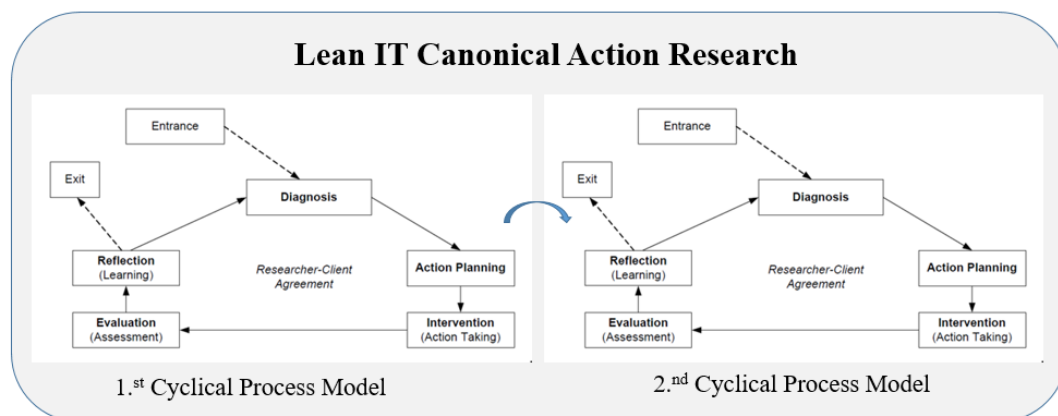 Lean IT Canonical Action Research
Entrance
Exit
Diagnosis
Reflection
(Learning)
Researcher-Client
Agreement
Action Planning
Evaluation
(Assessment)
Intervention
(Action Taking)
1.st Cyclical Process Model
Entrance
Exit
Diagnosis
Reflection
(Learning)
Researcher-Client
Agreement
Action Planning
Evaluation
(Assessment)
Intervention
(Action Taking)
2.nd Cyclical Process Model